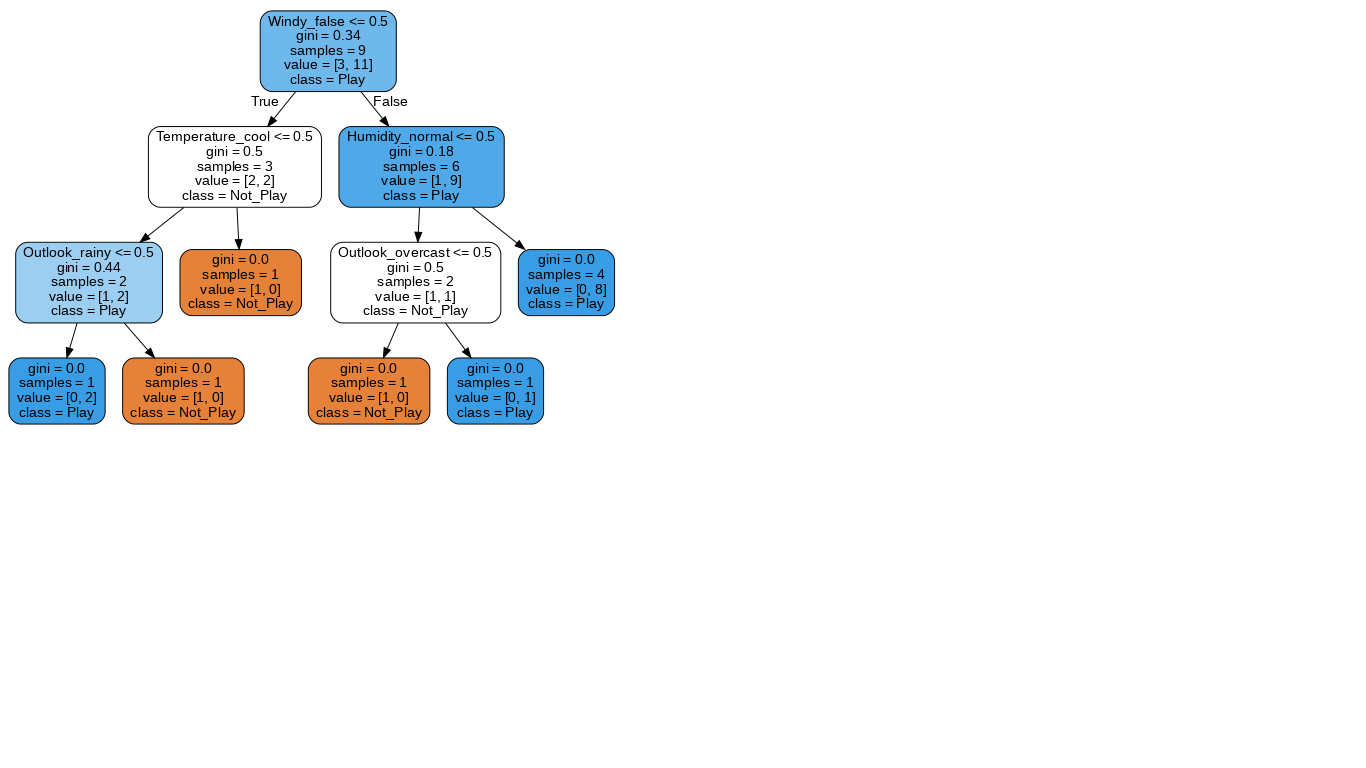 Windy_false <= 0.5
gini = 0.34
samples = 9
value = [3, 11]
class = Play
True
False
Temperature_cool <= 0.5
gini = 0.5
samples = 3
value = [2, 2]
class = Not_Play
Humidity_normal <= 0.5
gini = 0.18
samples = 6
value = [1, 9]
class = Play
Outlook_rainy <= 0.5
gini = 0.44
samples = 2
value = [1, 2]
class = Play
gini = 0.0
samples = 1
value = [1, 0]
class = Not_Play
Outlook_overcast <= 0.5
gini = 0.5
samples = 2
value = [1, 1]
class = Not_Play
gini = 0.0
samples = 4
value = [0, 8]
class = Play
gini = 0.0
samples = 1
value = [0, 2]
class = Play
gini = 0.0
samples = 1
value = [1, 0]
class = Not_Play
gini = 0.0
samples = 1
value = [1, 0]
class = Not_Play
gini = 0.0
samples = 1
value = [0, 1]
class = Play